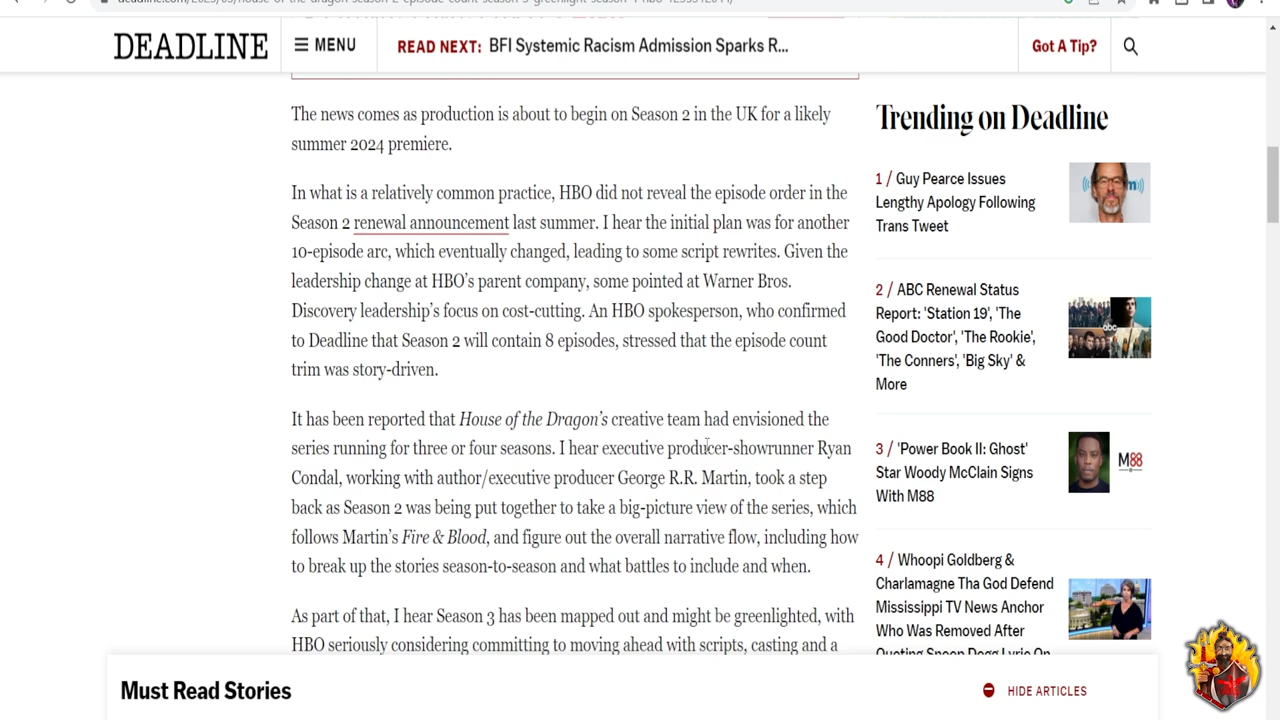 DEADLINE
MENU
READ NEXT: BFI Systemic Racism Admission Sparks R...
Got A Tip?
The news comes as production is about to begin on Season 2 in the UK for a likely
summer 2024 premiere.
In what is a relatively common practice, HBO did not reveal the episode order in the
Season 2 renewal announcement last summer. I hear the initial plan was for another
10-episode arc, which eventually changed, leading to some script rewrites. Given the
leadership change at HBO's parent company, some pointed at Warner Bros.
Discovery leadership's focus on cost-cutting. An HBO spokesperson, who confirmed
to Deadline that Season 2 will contain 8 episodes, stressed that the episode count
trim was story-driven.
It has been reported that House of the Dragon's creative team had envisioned the
series running for three or four seasons. I hear executive producer-showrunner Ryan
Condal, working with author/executive producer George R.R. Martin, took a step
back as Season 2 was being put together to take a big-picture view of the series, which
follows Martin's Fire & Blood, and figure out the overall narrative flow, including how
to break up the stories season-to-season and what battles to include and when.
As part of that, I hear Season 3 has been mapped out and might be greenlighted, with
HBO seriously considering committing to moving ahead with scripts, casting and a
Trending on Deadline
1 / Guy Pearce Issues
Lengthy Apology Following
Trans Tweet
2 / ABC Renewal Status
Report: 'Station 19', 'The
Good Doctor', 'The Rookie',
'The Conners', 'Big Sky' &
More
abc
3 / 'Power Book II: Ghost'
Star Woody McClain Signs
With M88
M88
4 / Whoopi Goldberg &
Charlamagne Tha God Defend
Mississippi TV News Anchor
Who Was Removed After
Quoting Snoop Dogg Lyric On
Must Read Stories
HIDE ARTICLES